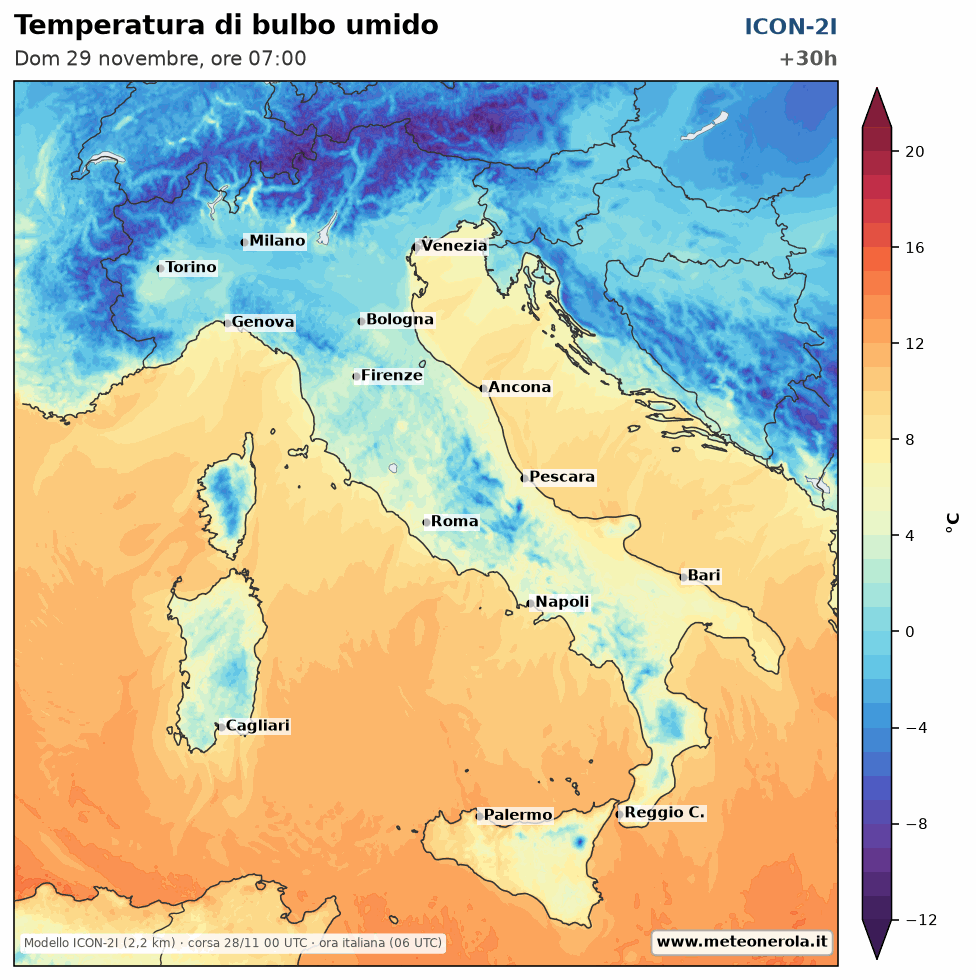 Temperatura di bulbo umido
ICON-2I
Dom 29 novembre, ore 07:00
+30h
Milano
Venezia
Torino
Genova
Bologna
Firenze
Ancona
Pescara
Roma
Bari
Napoli
Cagliari
Palermo
Reggio C.
20
16
12
8
4
0
−4
−8
−12
°C
Modello ICON-2I (2,2 km) · corsa 28/11 00 UTC · ora italiana (06 UTC)
www.meteonerola.it